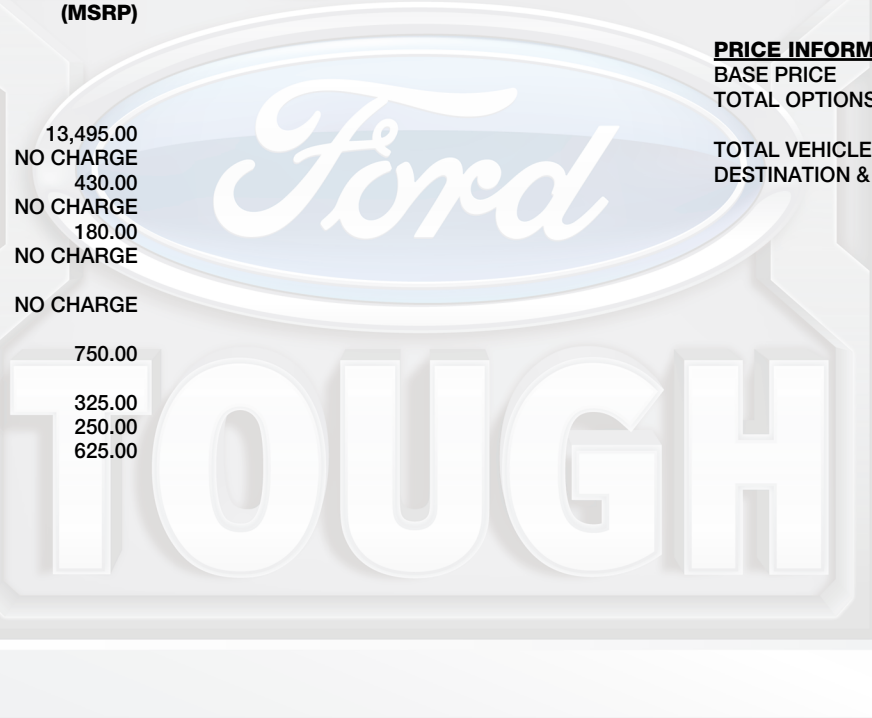 (MSRP)
13,495.00
NO CHARGE
430.00
NO CHARGE
180.00
NO CHARGE
NO CHARGE
750.00
325.00
250.00
625.00
PRICE INFORM
BASE PRICE
TOTAL OPTIONS
TOTAL VEHICLE
DESTINATION &
Ford
TOUGH